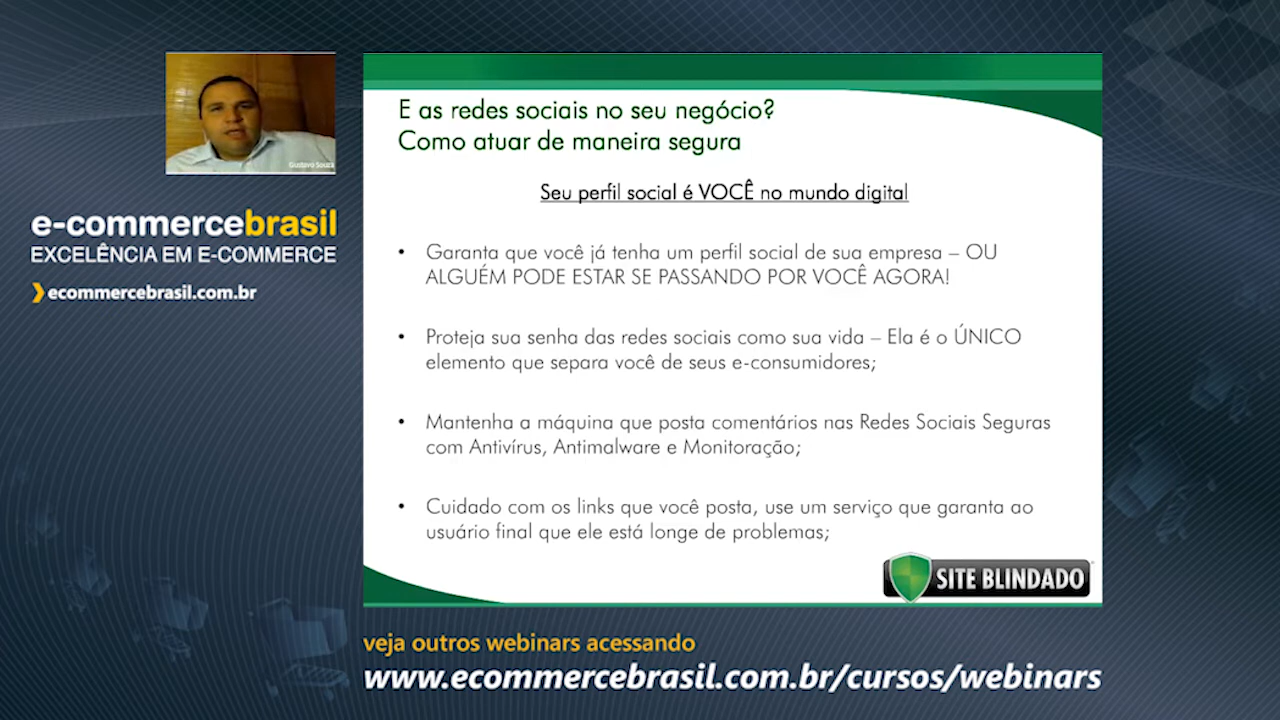 Gustavo Souza
e-commercebrasil
EXCELÊNCIA EM E-COMMERCE
ecommercebrasil.com.br
E as redes sociais no seu negócio?
Como atuar de maneira segura
Seu perfil social é VOCÊ no mundo digital
• Garanta que você já tenha um perfil social de sua empresa – OU
ALGUÉM PODE ESTAR SE PASSANDO POR VOCÊ AGORA!
• Proteja sua senha das redes sociais como sua vida – Ela é o ÚNICO
elemento que separa você de seus e-consumidores;
• Mantenha a máquina que posta comentários nas Redes Sociais Seguras
com Antivírus, Antimalware e Monitoração;
• Cuidado com os links que você posta, use um serviço que garanta ao
usuário final que ele está longe de problemas;
SITE BLINDADO
veja outros webinars acessando
www.ecommercebrasil.com.br/cursos/webinars